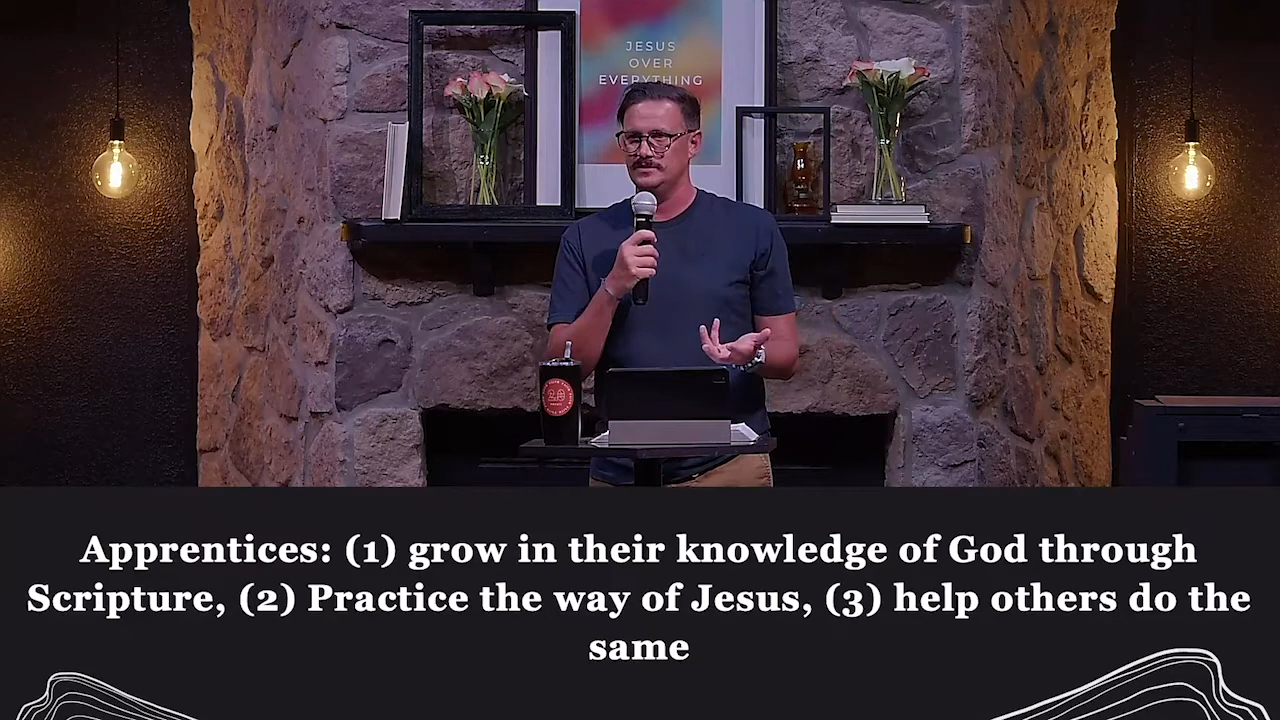 JESUS
OVER
EVERYTHING
Apprentices: (1) grow in their knowledge of God through
Scripture, (2) Practice the way of Jesus, (3) help others do the
same